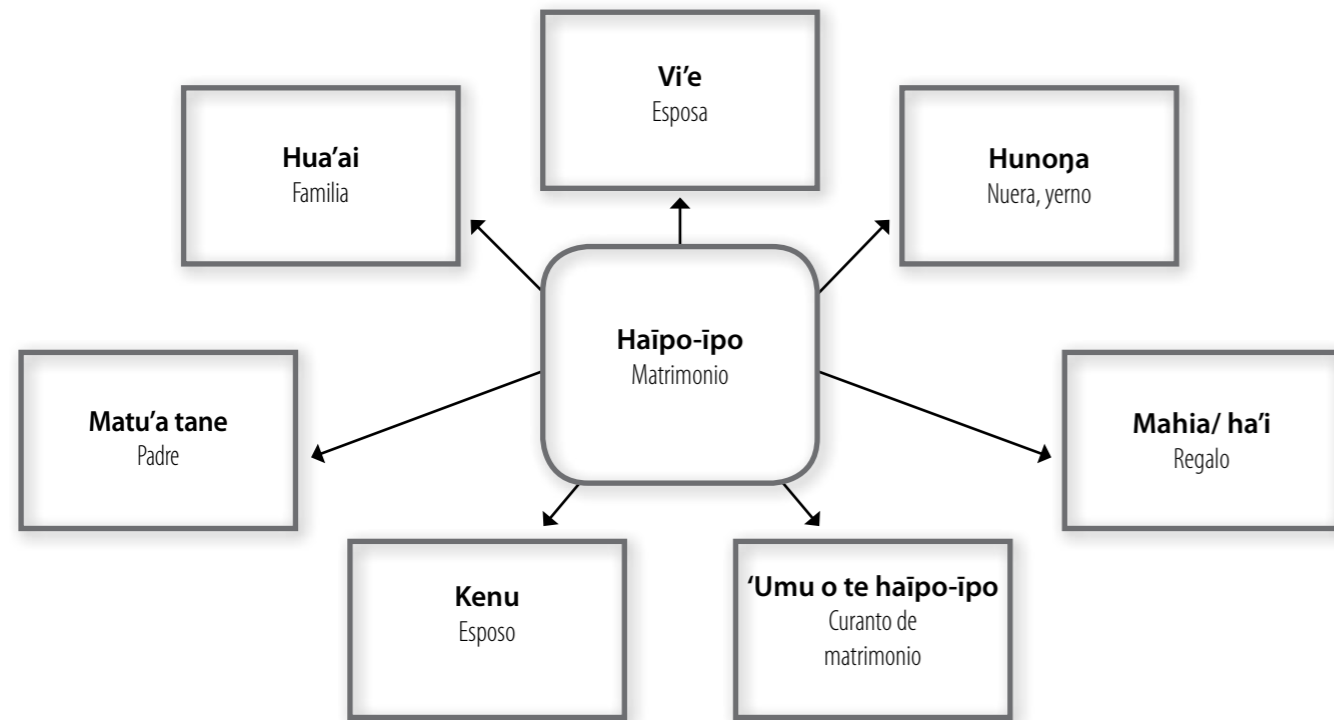 Vi'e
Esposa
Hua'ai
Familia
Hunoŋa
Nuera, yerno
Haīpo-īpo
Matrimonio
Matu'a tane
Padre
Mahia/ ha'i
Regalo
Kenu
Esposo
‘Umu o te haīpo-īpo
Curanto de
matrimonio